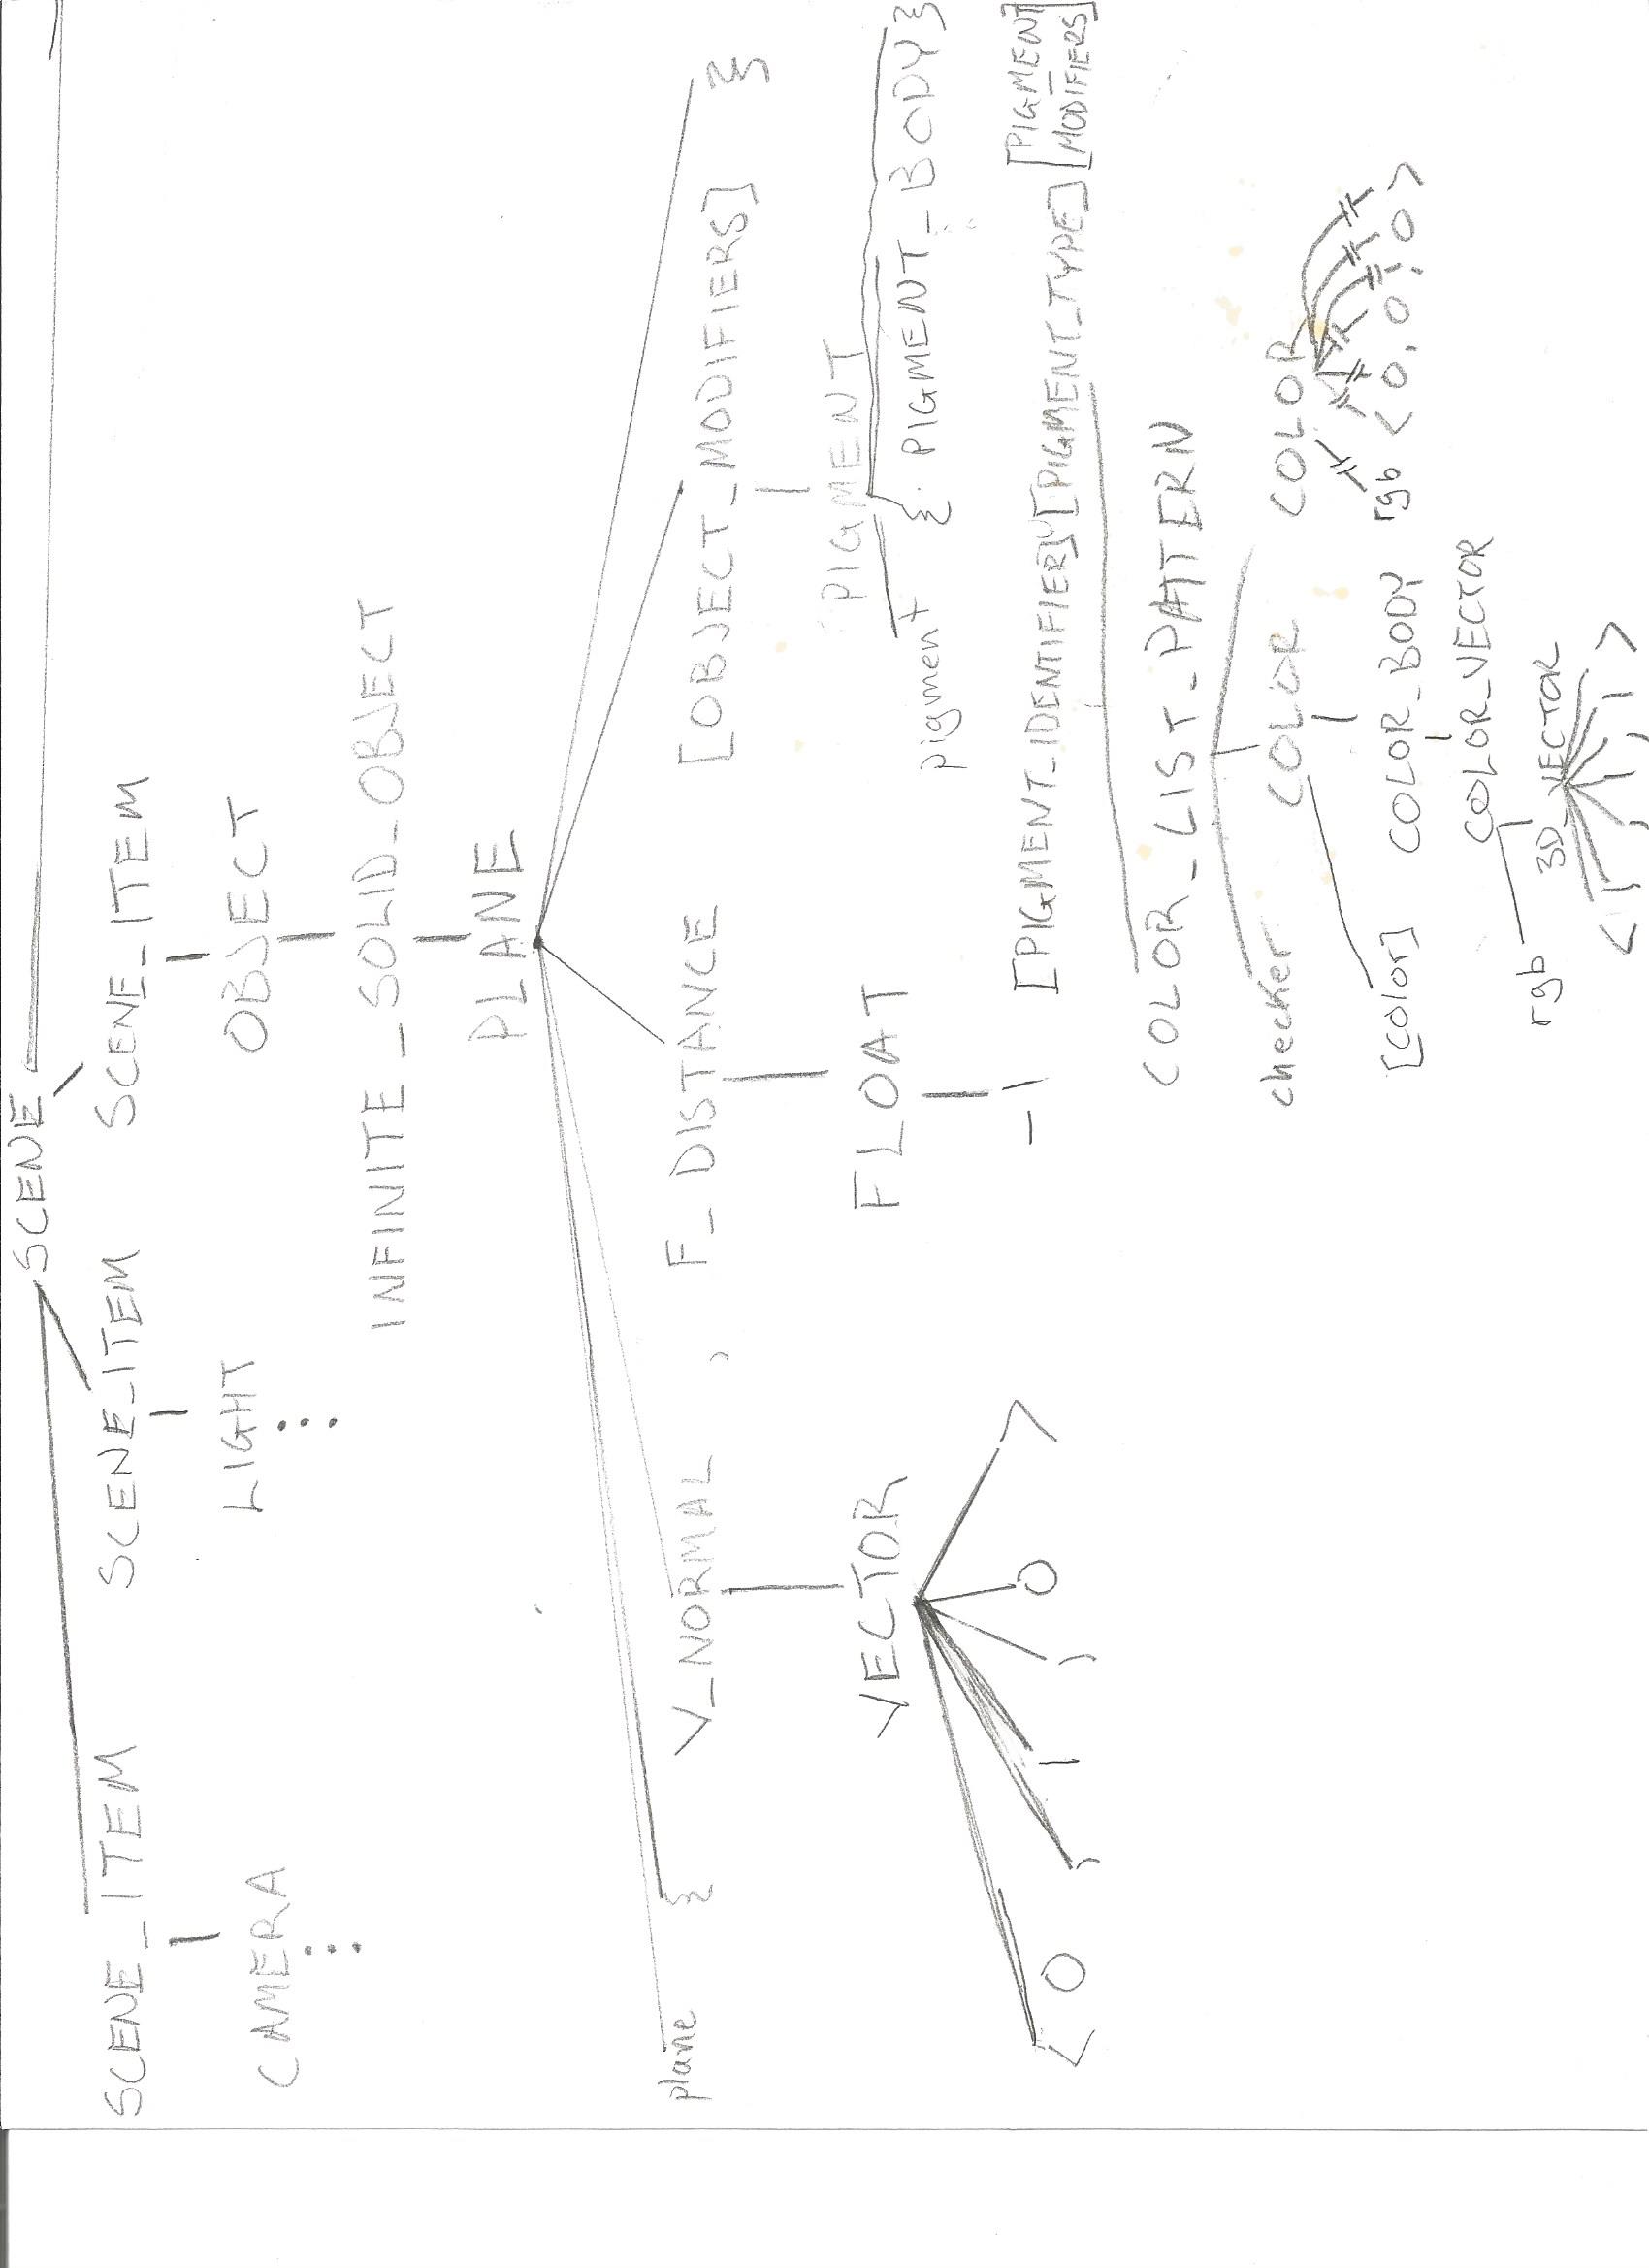 SCENE
SCENE_ITEM SCENE_ITEM SCENE_ITEM
CAMERA LIGHT OBJECT
INFINITE_SOLID_OBJECT
PLANE
plane { V_NORMAL , F_DISTANCE [OBJECT_MODIFIERS] }
VECTOR FLOAT PIGMENT
pigment { PIGMENT_BODY }
< 0 , 1 , 0 > -1 [PIGMENT_IDENTIFIER] [PIGMENT_TYPE] [PIGMENT
MODIFIERS]
COLOR_LIST_PATTERN
checker COLOR COLOR
[color] COLOR_BODY rgb < 0, 0, 0 >
COLOR_VECTOR
rgb 3D_VECTOR
< 1 , 1 , 1 >